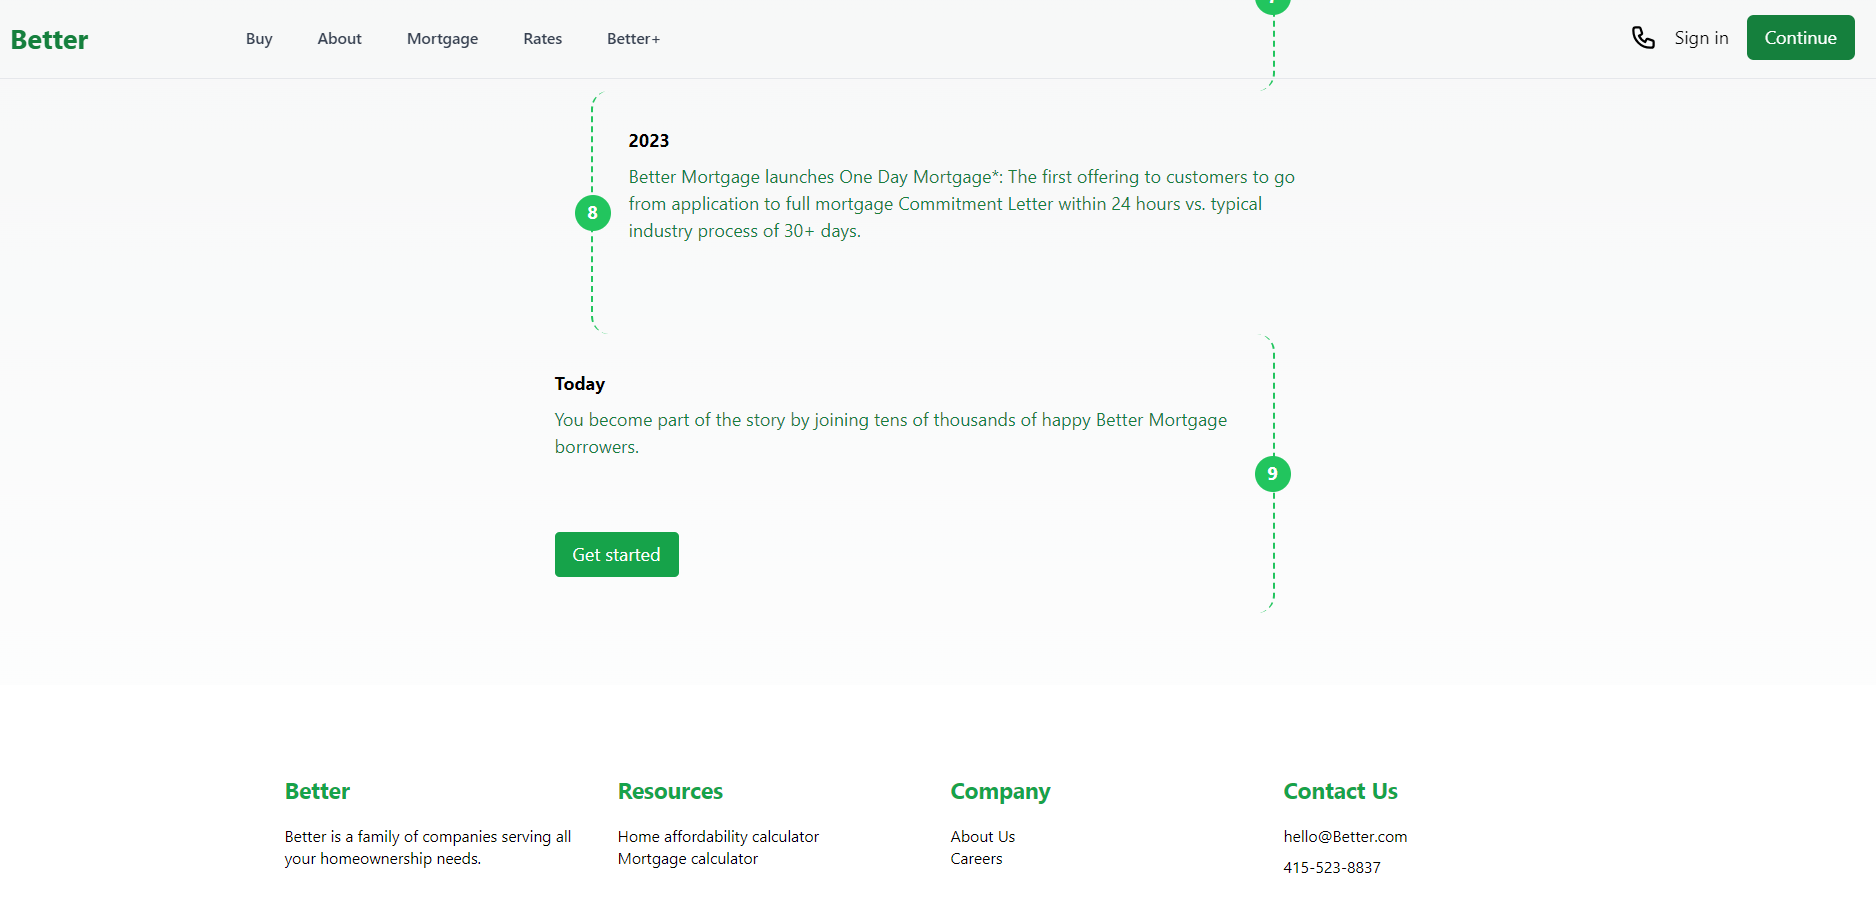 Better
Buy
About
Mortgage
Rates
Better+
Sign in
Continue
2023
Better Mortgage launches One Day Mortgage*: The first offering to customers to go
from application to full mortgage Commitment Letter within 24 hours vs. typical
industry process of 30+ days.
8
Today
You become part of the story by joining tens of thousands of happy Better Mortgage
borrowers.
9
Get started
Better
Better is a family of companies serving all
your homeownership needs.
Resources
Home affordability calculator
Mortgage calculator
Company
About Us
Careers
Contact Us
hello@Better.com
415-523-8837